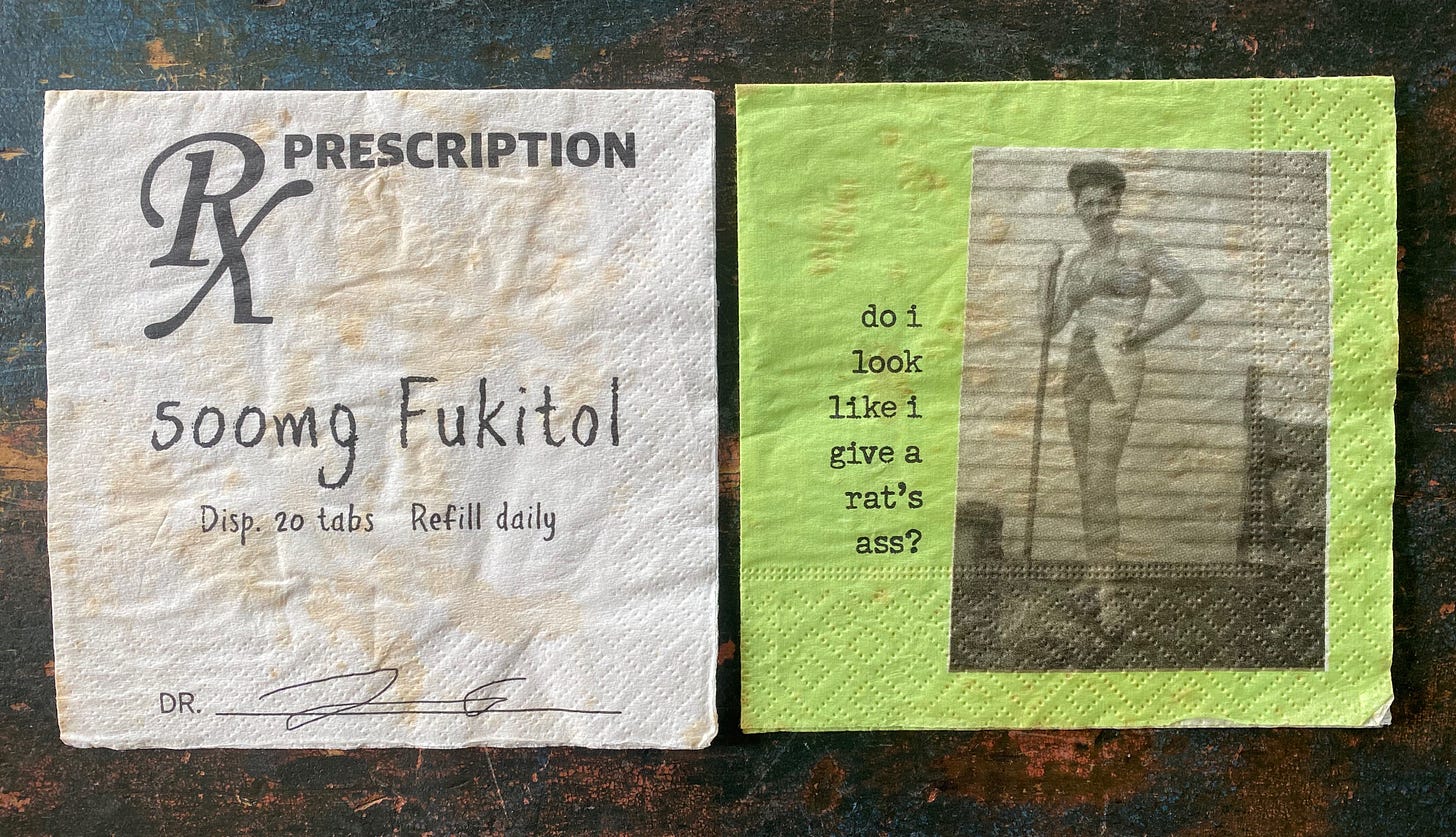 Rx PRESCRIPTION
500mg Fukitol
Disp. 20 tabs Refill daily
DR.
do i
look
like i
give a
rat's
ass?